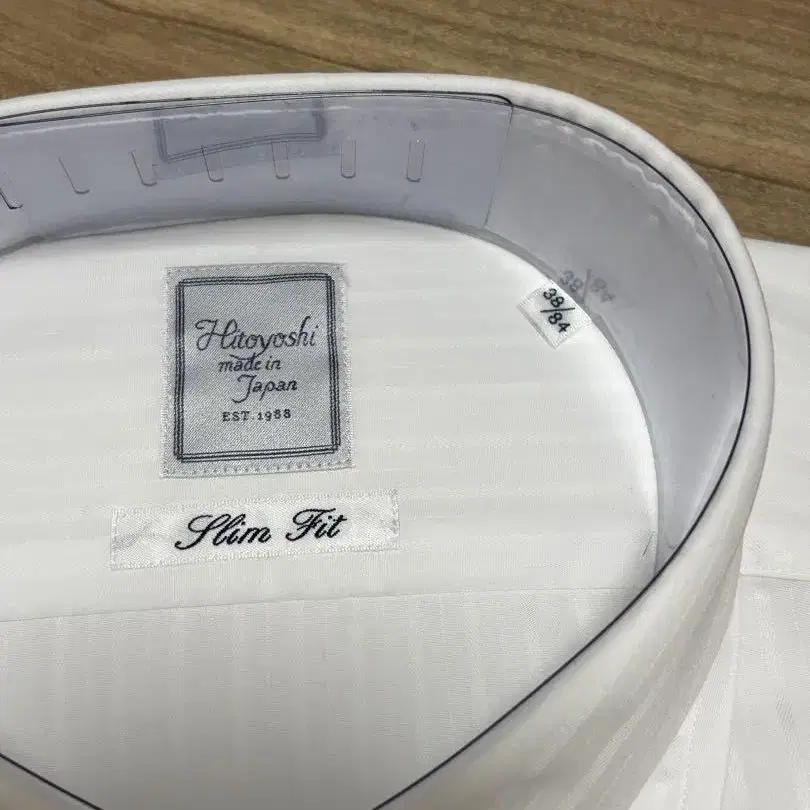 Hitoyoshi
made in
Japan
EST. 1988
38/84
Slim Fit